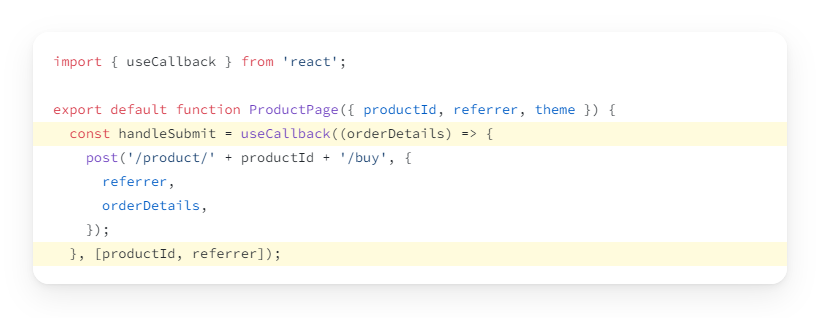 import { useCallback } from 'react';

export default function ProductPage({ productId, referrer, theme }) {
  const handleSubmit = useCallback((orderDetails) => {
    post('/product/' + productId + '/buy', {
      referrer,
      orderDetails,
    });
  }, [productId, referrer]);